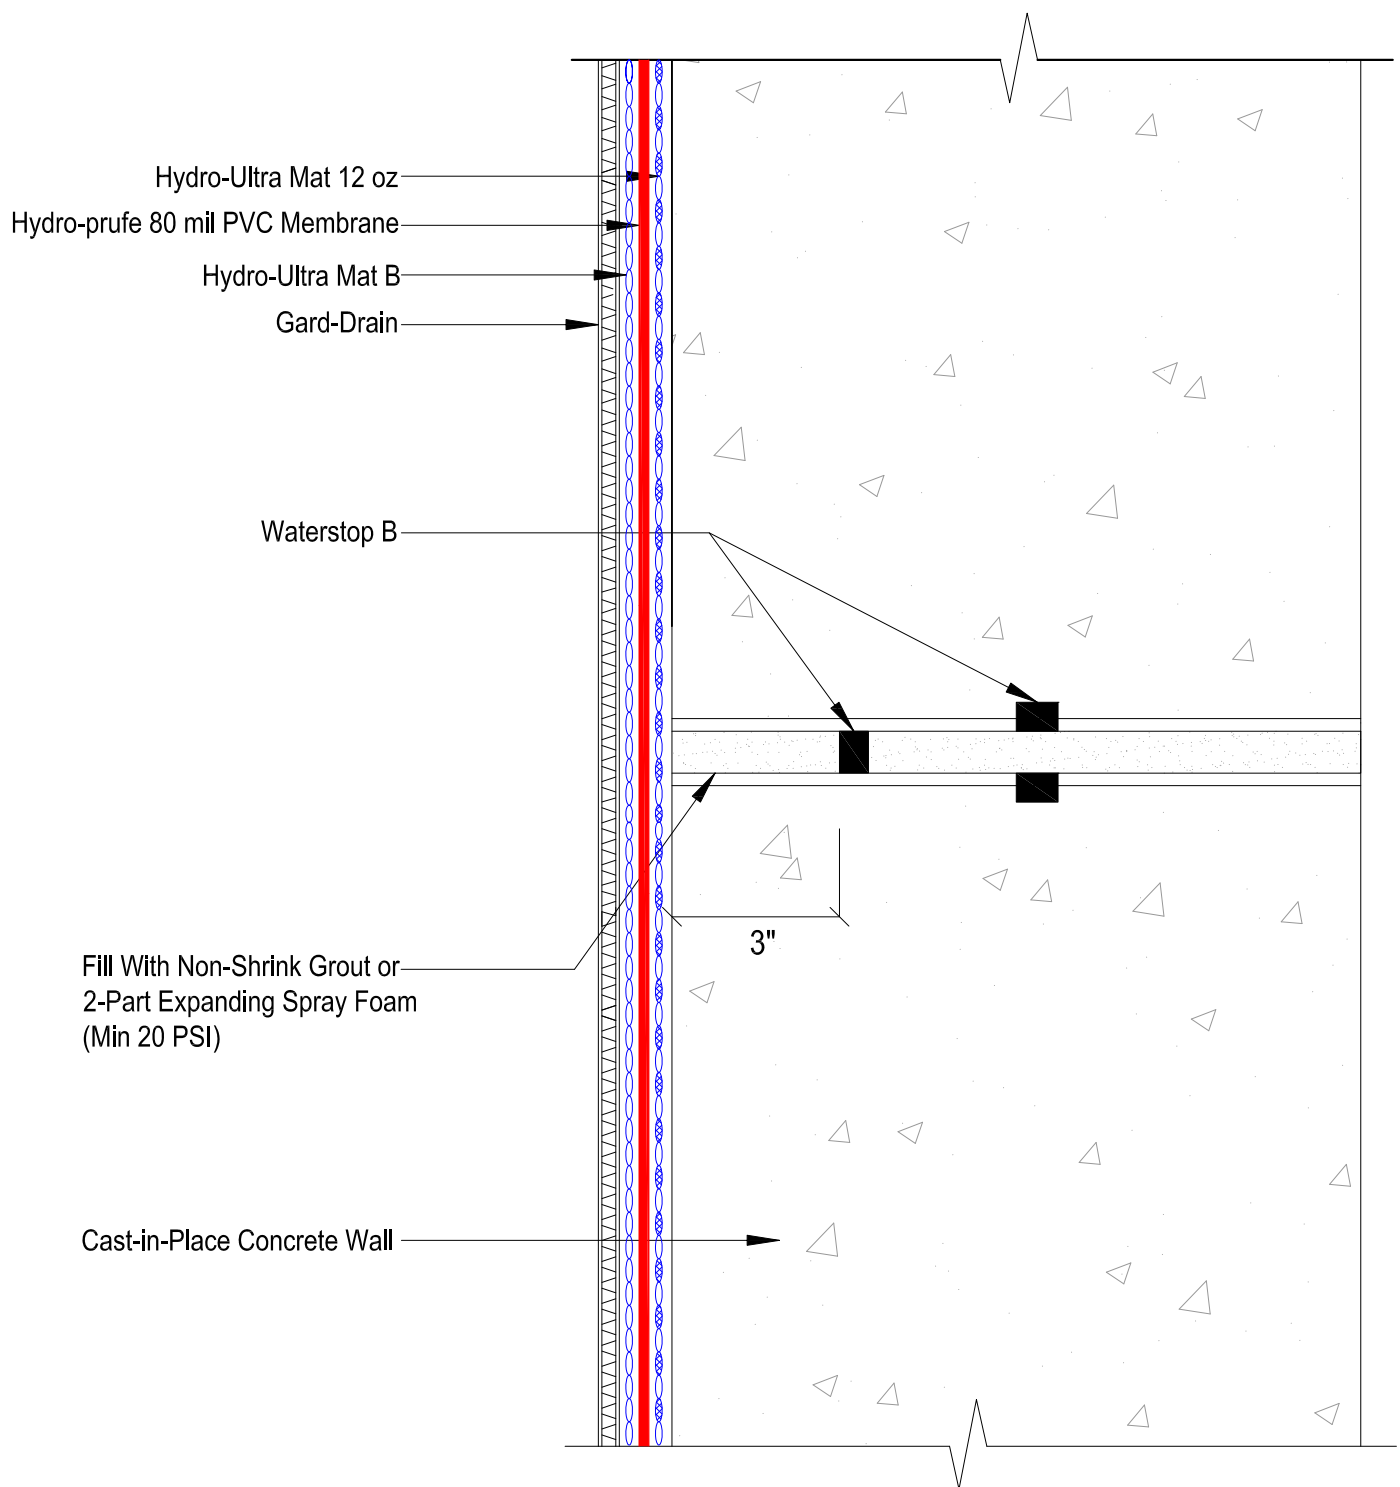 Hydro-Ultra Mat 12 oz
Hydro-prufe 80 mil PVC Membrane
Hydro-Ultra Mat B
Gard-Drain
Waterstop B
3"
Fill With Non-Shrink Grout or
2-Part Expanding Spray Foam
(Min 20 PSI)
Cast-in-Place Concrete Wall